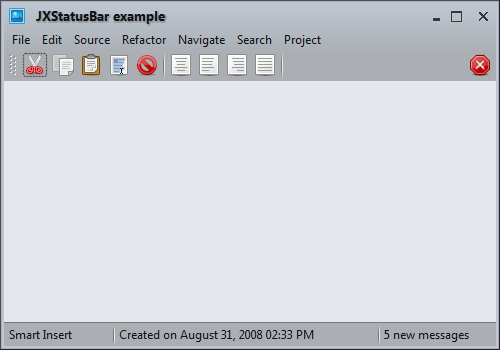 JXStatusBar example
File Edit Source Refactor Navigate Search Project
Smart Insert Created on August 31, 2008 02:33 PM 5 new messages